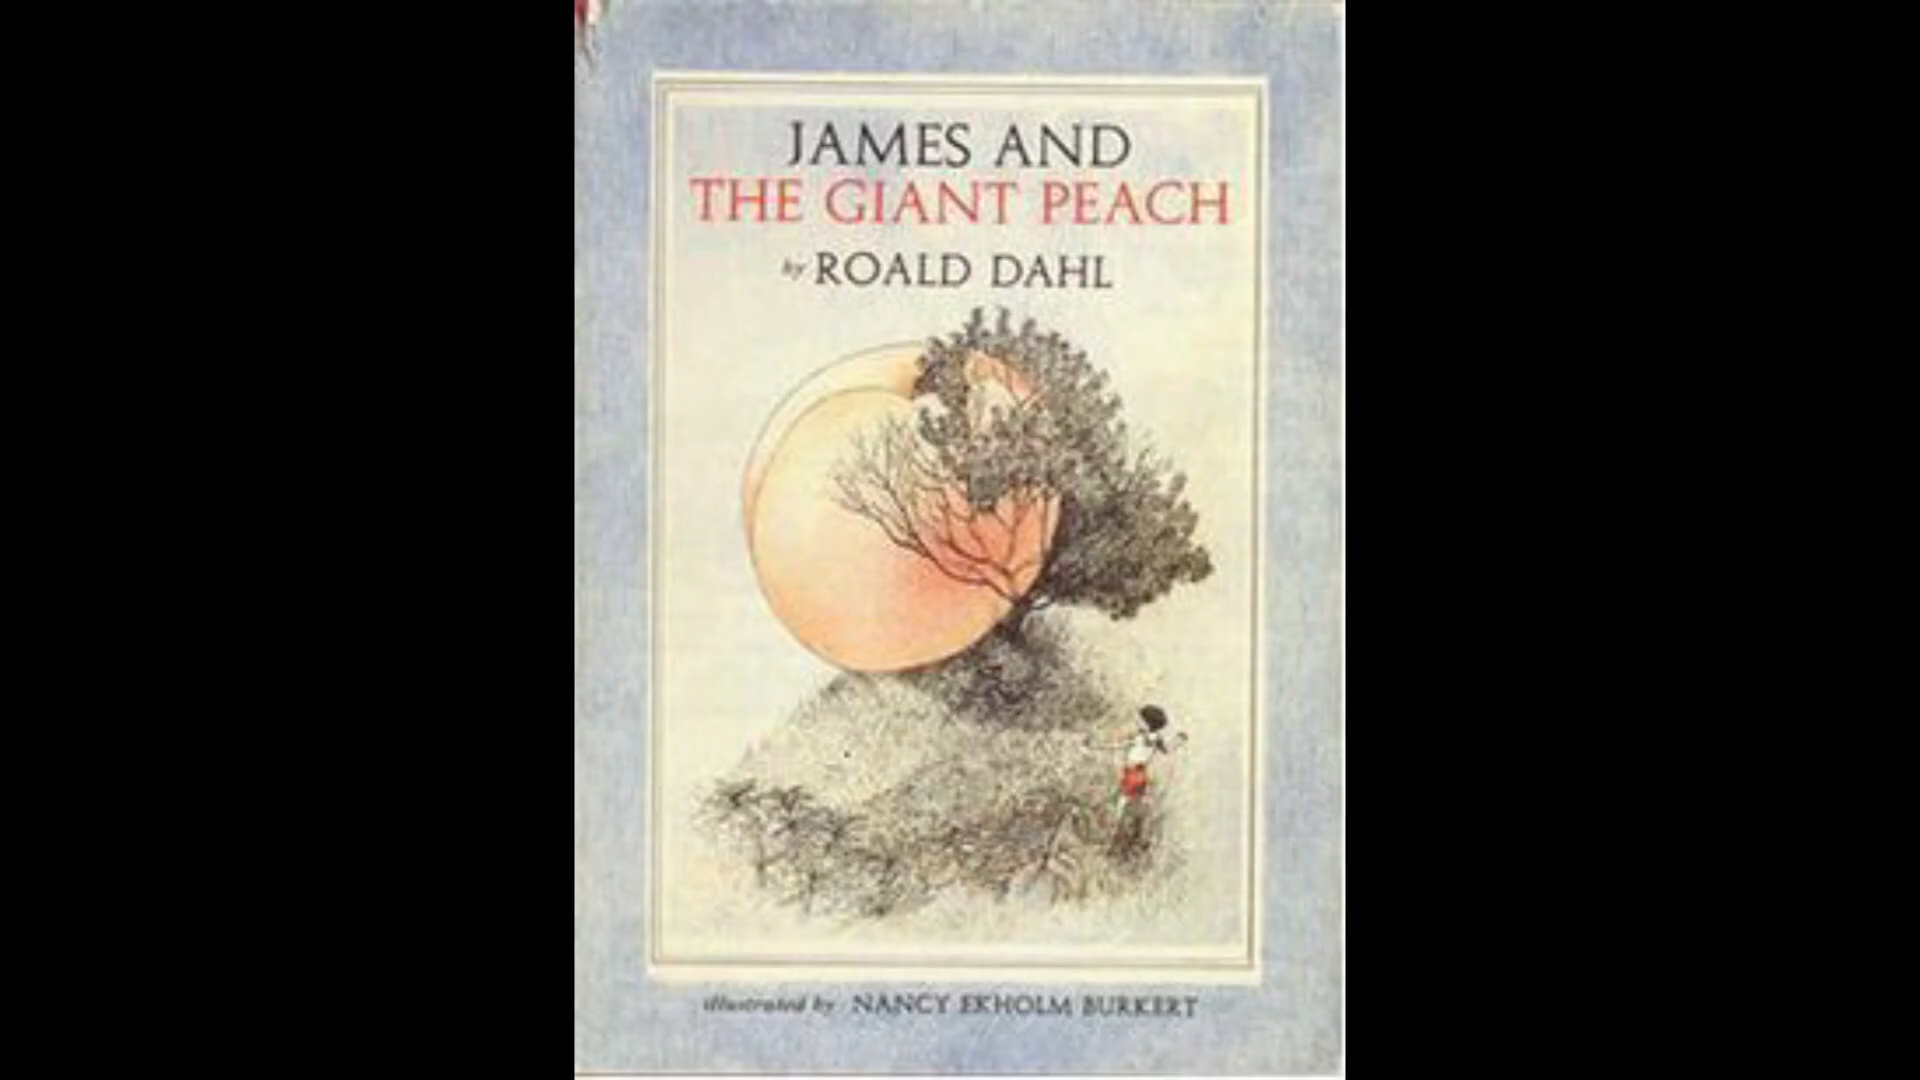 JAMES AND
THE GIANT PEACH
by ROALD DAHL
illustrated by NANCY EKHOLM BURKERT